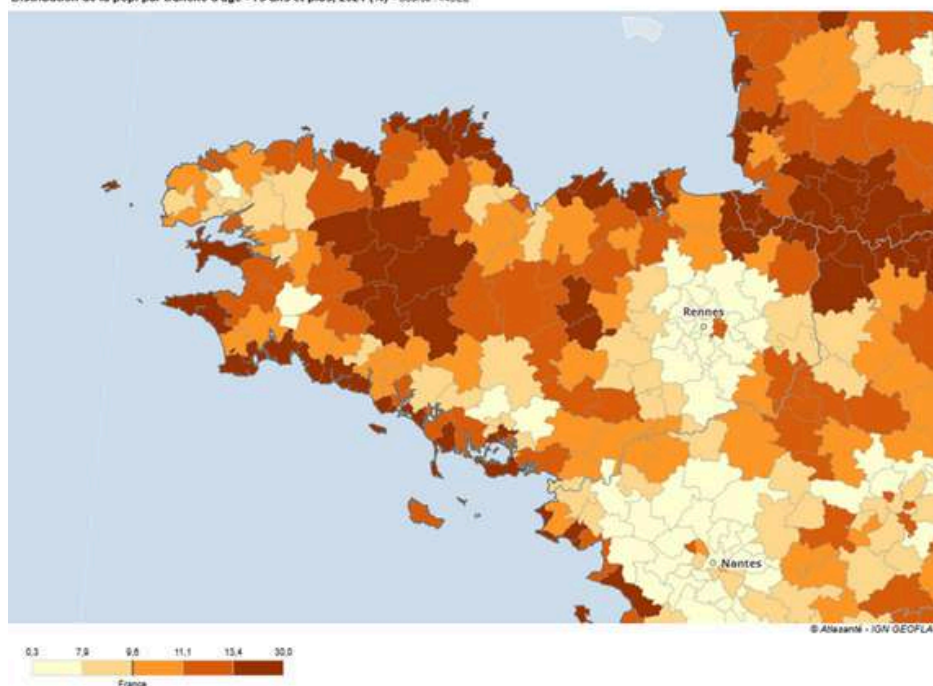 Rennes
Nantes
© Atlasanté - IGN GEOFLA
0,3 7,9 9,6 11,1 13,4 30,0
France